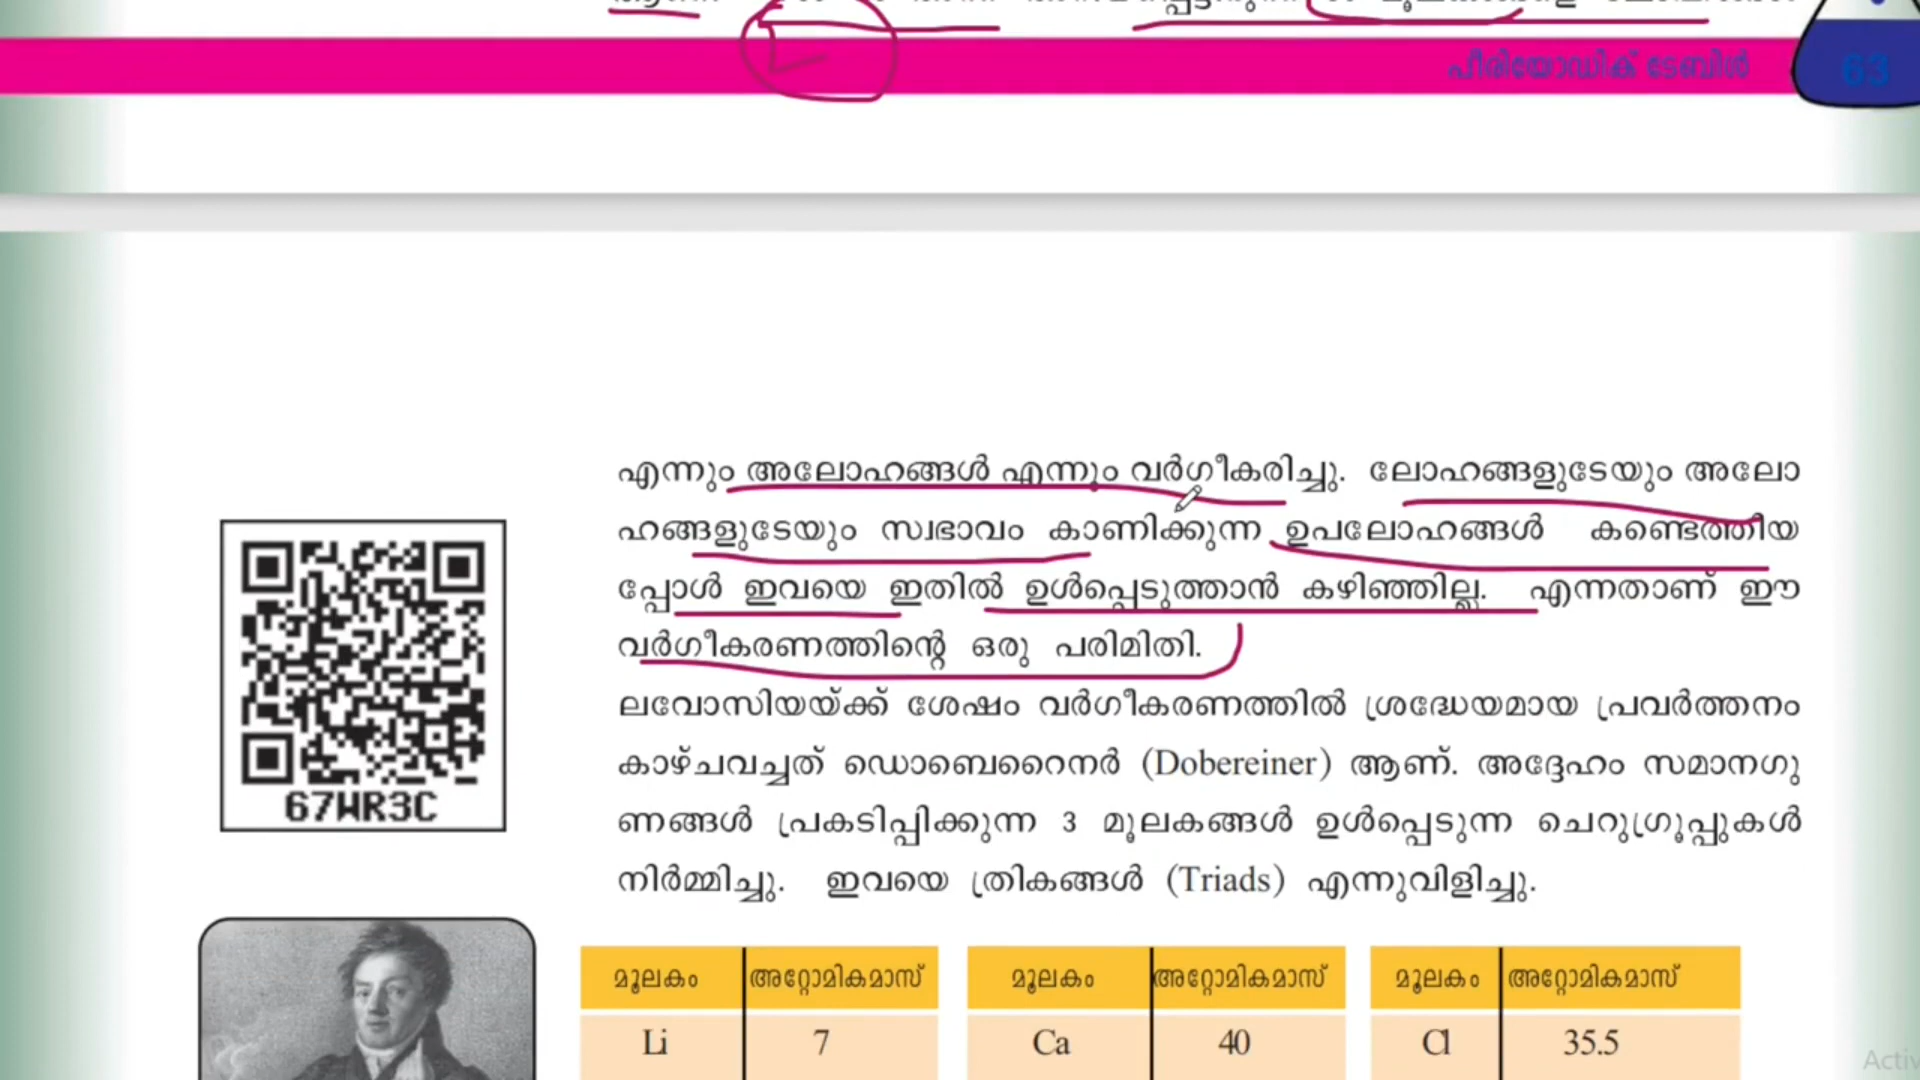 പീരിയോഡിക് ടേബിൾ
63
എന്നും അലോഹങ്ങൾ എന്നും വർഗീകരിച്ചു. ലോഹങ്ങളുടേയും അലോ
ഹങ്ങളുടേയും സ്വഭാവം കാണിക്കുന്ന ഉപലോഹങ്ങൾ കണ്ടെത്തിയ
പ്പോൾ ഇവയെ ഇതിൽ ഉൾപ്പെടുത്താൻ കഴിഞ്ഞില്ല. എന്നതാണ് ഈ
വർഗീകരണത്തിന്റെ ഒരു പരിമിതി.
ലവോസിയയ്ക്ക് ശേഷം വർഗീകരണത്തിൽ ശ്രദ്ധേയമായ പ്രവർത്തനം
കാഴ്ചവച്ചത് ഡൊബെറൈനർ (Dobereiner) ആണ്. അദ്ദേഹം സമാനഗു
ണങ്ങൾ പ്രകടിപ്പിക്കുന്ന 3 മൂലകങ്ങൾ ഉൾപ്പെടുന്ന ചെറുഗ്രൂപ്പുകൾ
നിർമ്മിച്ചു. ഇവയെ ത്രികങ്ങൾ (Triads) എന്നുവിളിച്ചു.
67WR3C
മൂലകം അറ്റോമികമാസ് മൂലകം അറ്റോമികമാസ് മൂലകം അറ്റോമികമാസ്
Li 7 Ca 40 Cl 35.5